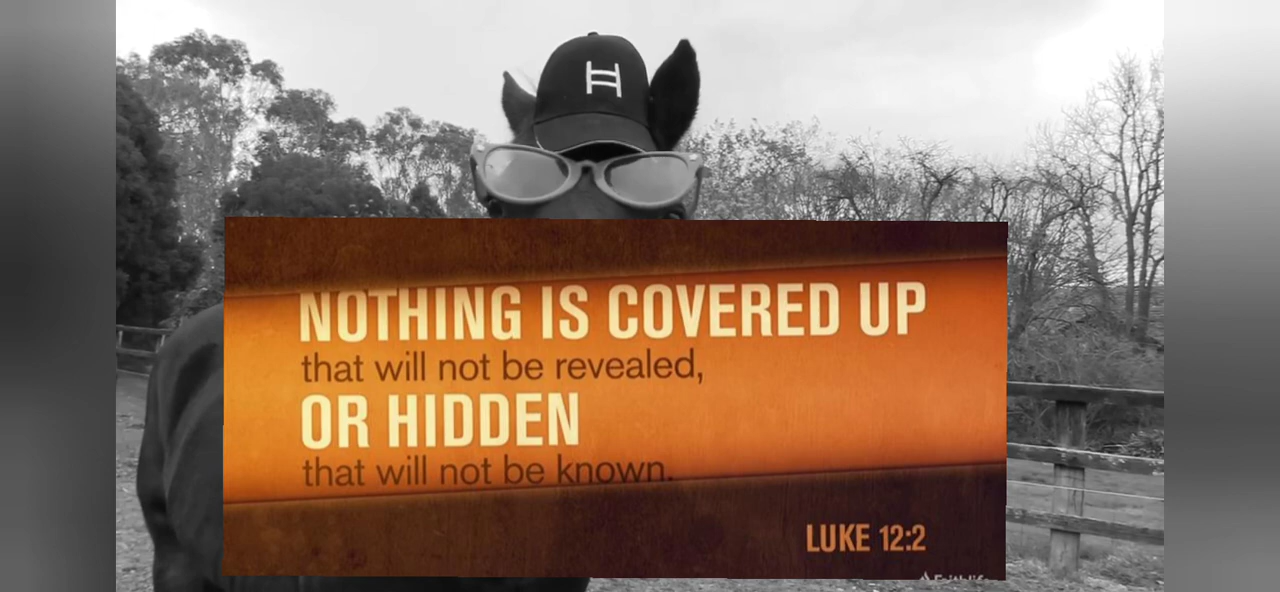 H
NOTHING IS COVERED UP
that will not be revealed,
OR HIDDEN
that will not be known.
LUKE 12:2